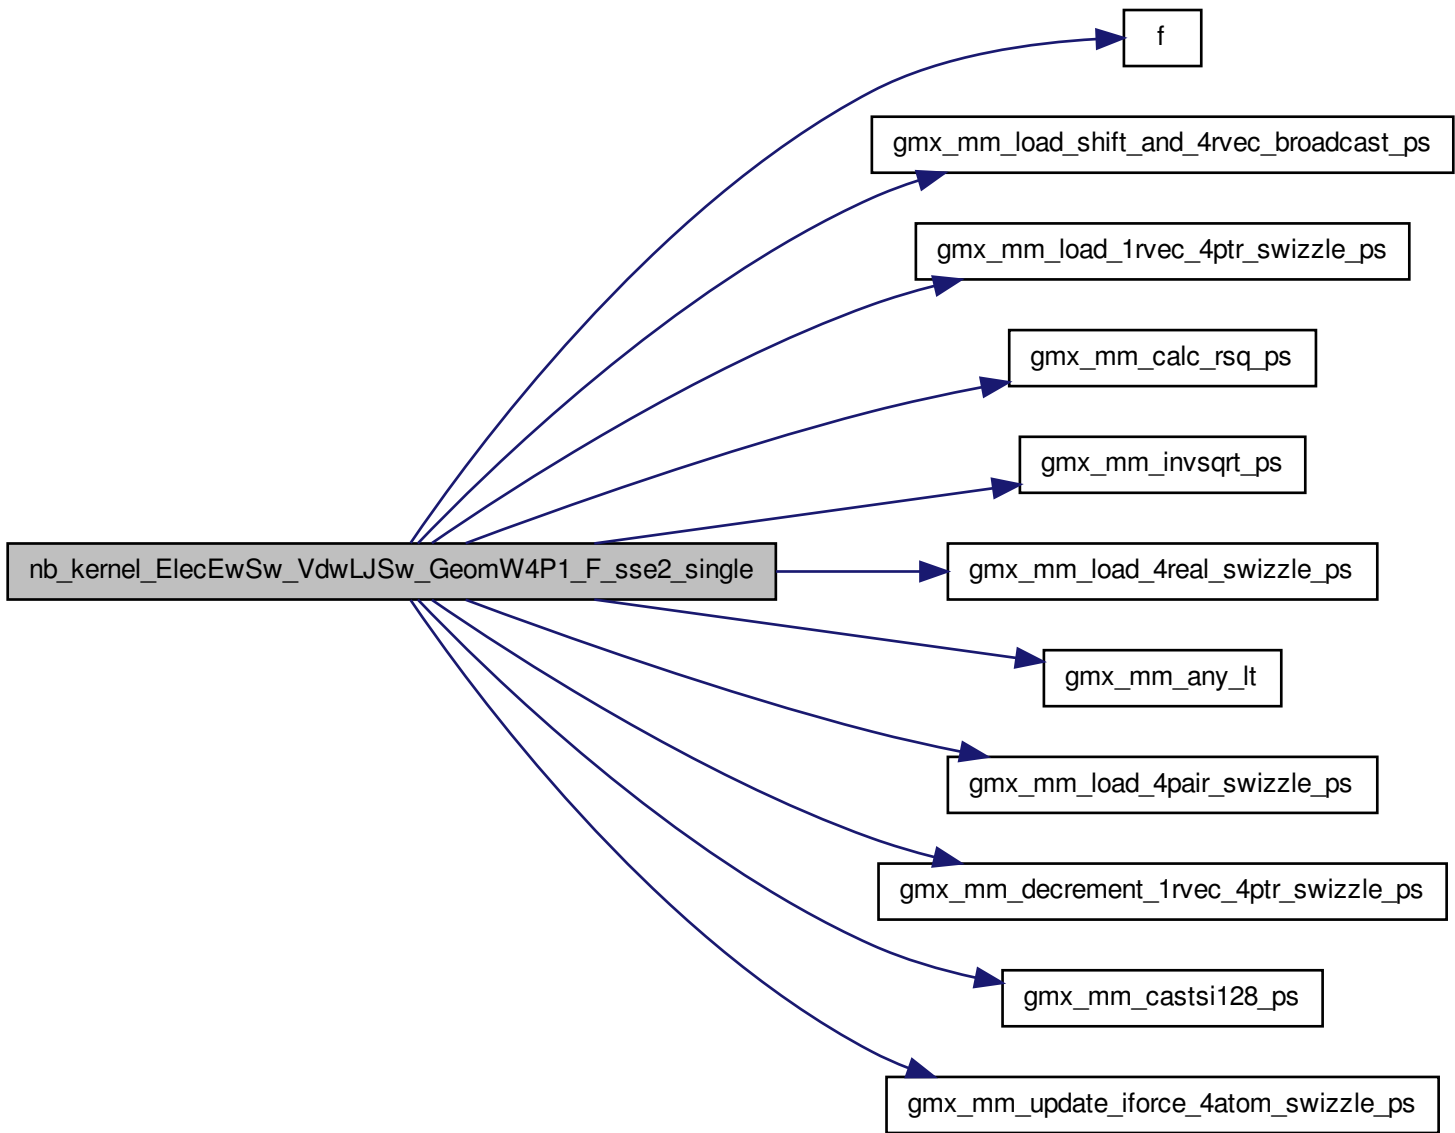 f
gmx_mm_load_shift_and_4rvec_broadcast_ps
gmx_mm_load_1rvec_4ptr_swizzle_ps
gmx_mm_calc_rsq_ps
gmx_mm_invsqrt_ps
nb_kernel_ElecEwSw_VdwLJSw_GeomW4P1_F_sse2_single
gmx_mm_load_4real_swizzle_ps
gmx_mm_any_lt
gmx_mm_load_4pair_swizzle_ps
gmx_mm_decrement_1rvec_4ptr_swizzle_ps
gmx_mm_castsi128_ps
gmx_mm_update_iforce_4atom_swizzle_ps